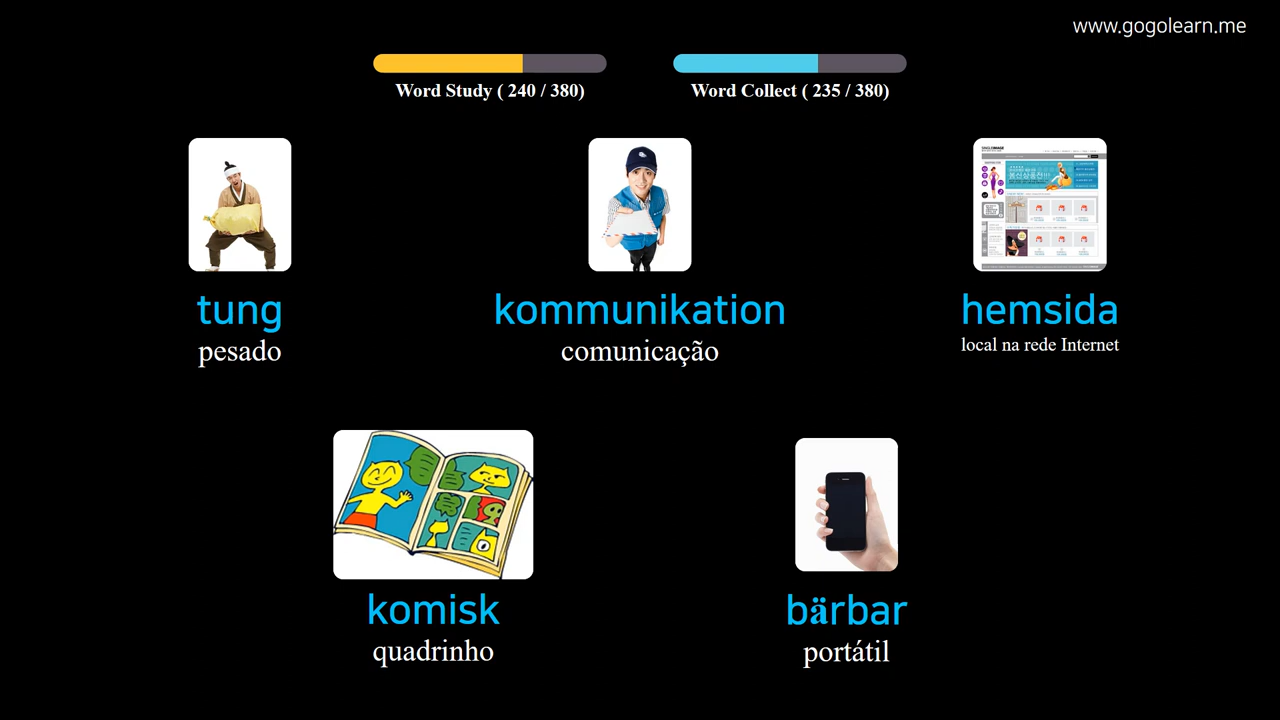 www.gogolearn.me
Word Study ( 240 / 380)
Word Collect ( 235 / 380)
tung
pesado
kommunikation
comunicação
hemsida
local na rede Internet
komisk
quadrinho
bärbar
portátil